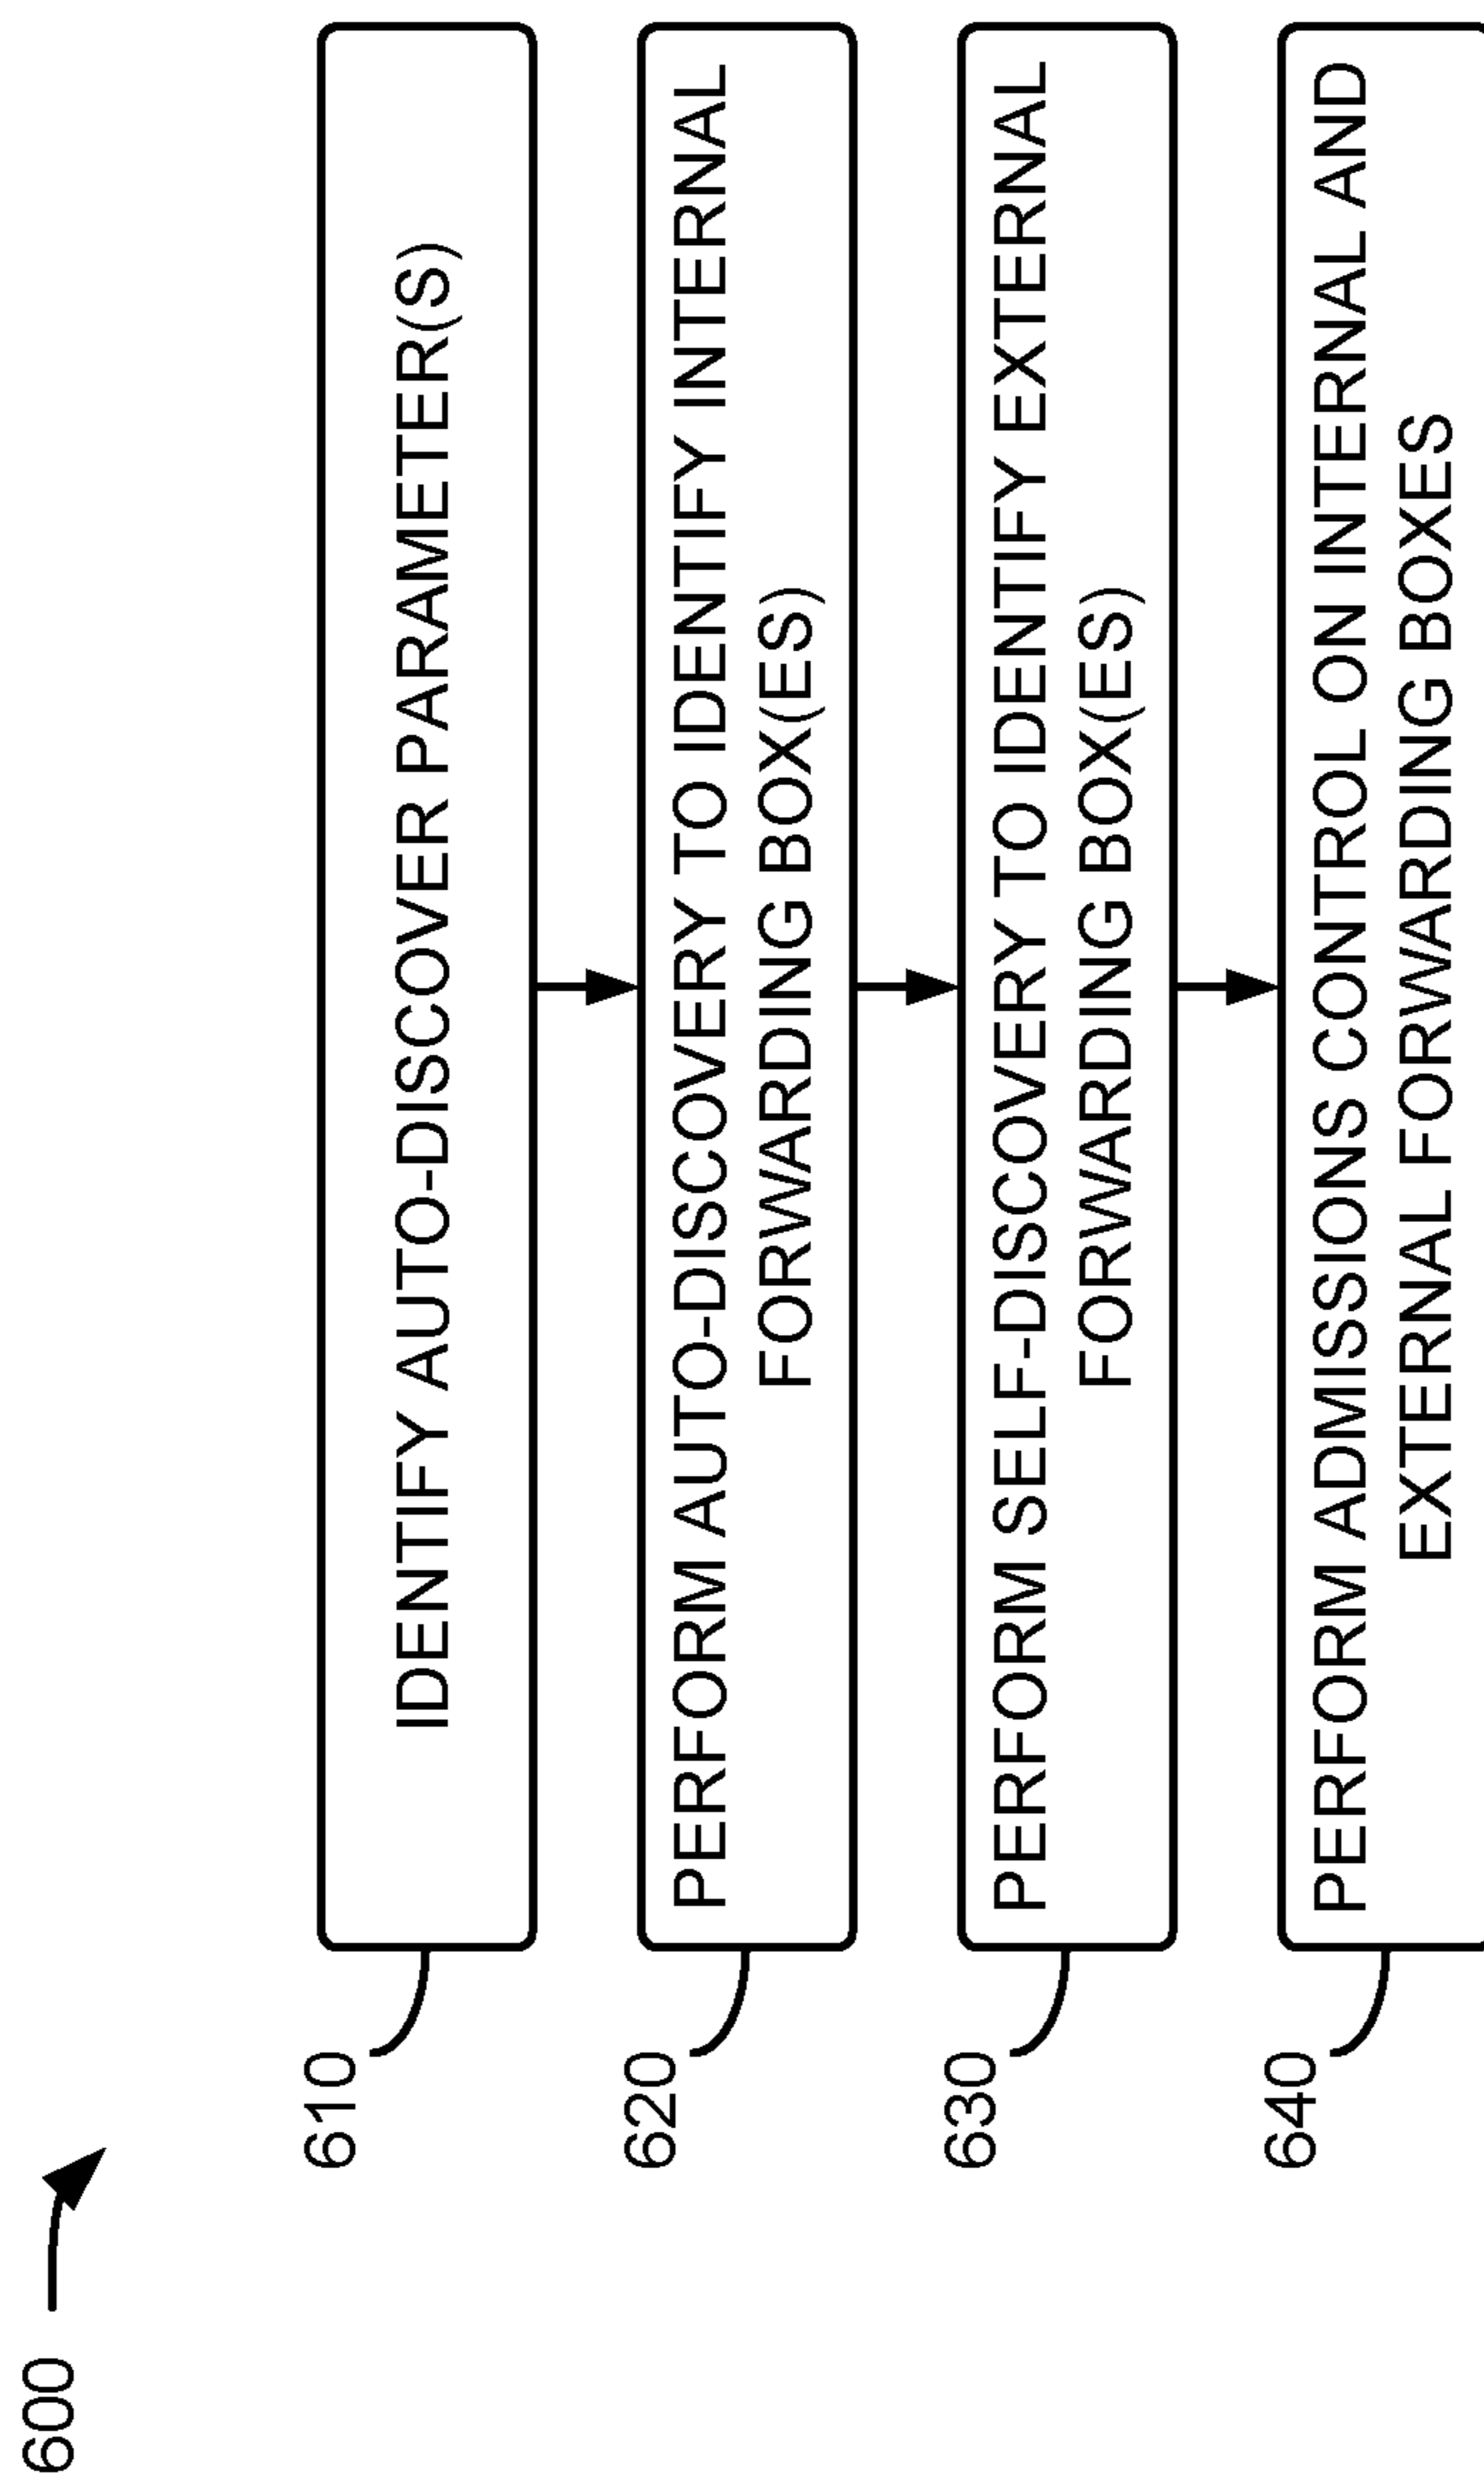 600
610
IDENTIFY AUTO-DISCOVER PARAMETER(S)
620
PERFORM AUTO-DISCOVERY TO IDENTIFY INTERNAL
FORWARDING BOX(ES)
630
PERFORM SELF-DISCOVERY TO IDENTIFY EXTERNAL
FORWARDING BOX(ES)
640
PERFORM ADMISSIONS CONTROL ON INTERNAL AND
EXTERNAL FORWARDING BOXES